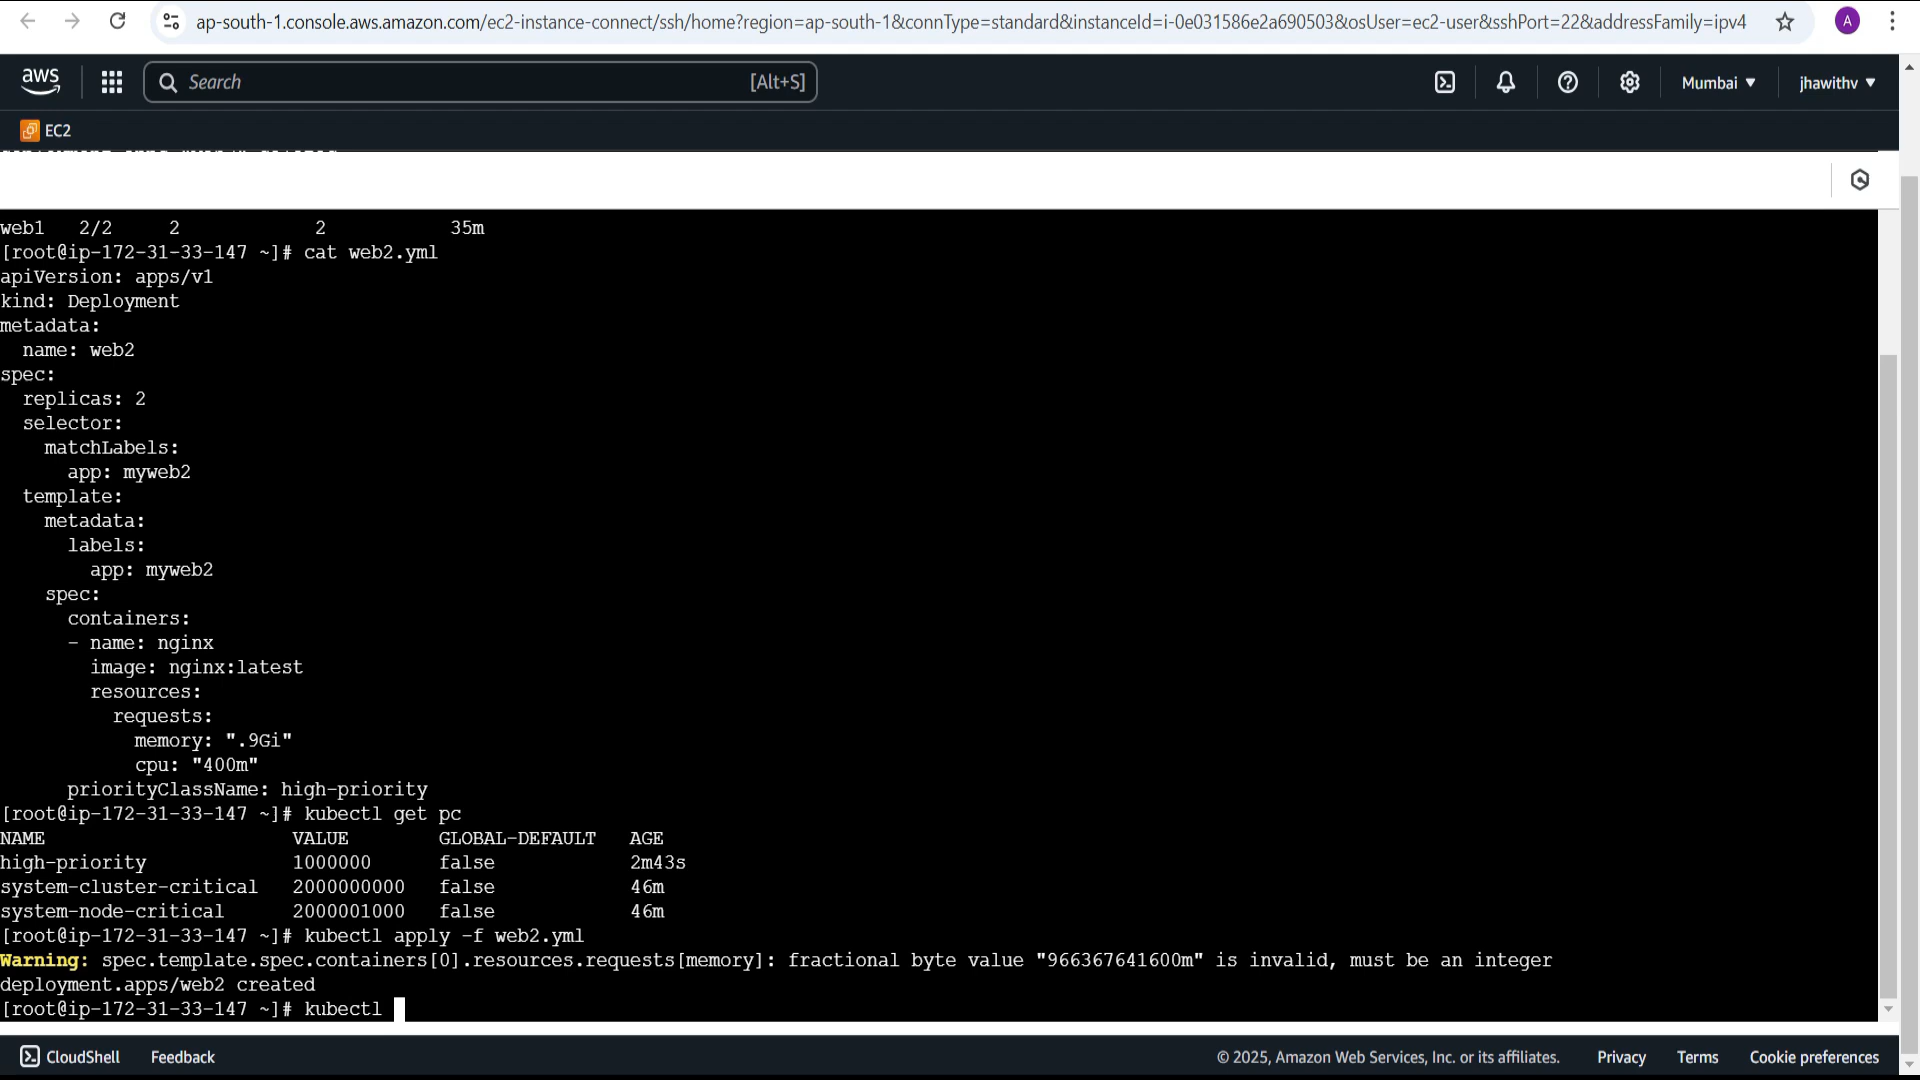 ap-south-1.console.aws.amazon.com/ec2-instance-connect/ssh/home?region=ap-south-1&connType=standard&instanceId=i-0e031586e2a690503&osUser=ec2-user&sshPort=22&addressFamily=ipv4
A
aws
Search
[Alt+S]
Mumbai
jhawithv
EC2
web1   2/2     2            2           35m
[root@ip-172-31-33-147 ~]# cat web2.yml
apiVersion: apps/v1
kind: Deployment
metadata:
  name: web2
spec:
  replicas: 2
  selector:
    matchLabels:
      app: myweb2
  template:
    metadata:
      labels:
        app: myweb2
    spec:
      containers:
      - name: nginx
        image: nginx:latest
        resources:
          requests:
            memory: ".9Gi"
            cpu: "400m"
      priorityClassName: high-priority
[root@ip-172-31-33-147 ~]# kubectl get pc
NAME                      VALUE        GLOBAL-DEFAULT   AGE
high-priority             1000000      false            2m43s
system-cluster-critical   2000000000   false            46m
system-node-critical      2000001000   false            46m
[root@ip-172-31-33-147 ~]# kubectl apply -f web2.yml
Warning: spec.template.spec.containers[0].resources.requests[memory]: fractional byte value "966367641600m" is invalid, must be an integer
deployment.apps/web2 created
[root@ip-172-31-33-147 ~]# kubectl
CloudShell
Feedback
© 2025, Amazon Web Services, Inc. or its affiliates.
Privacy
Terms
Cookie preferences